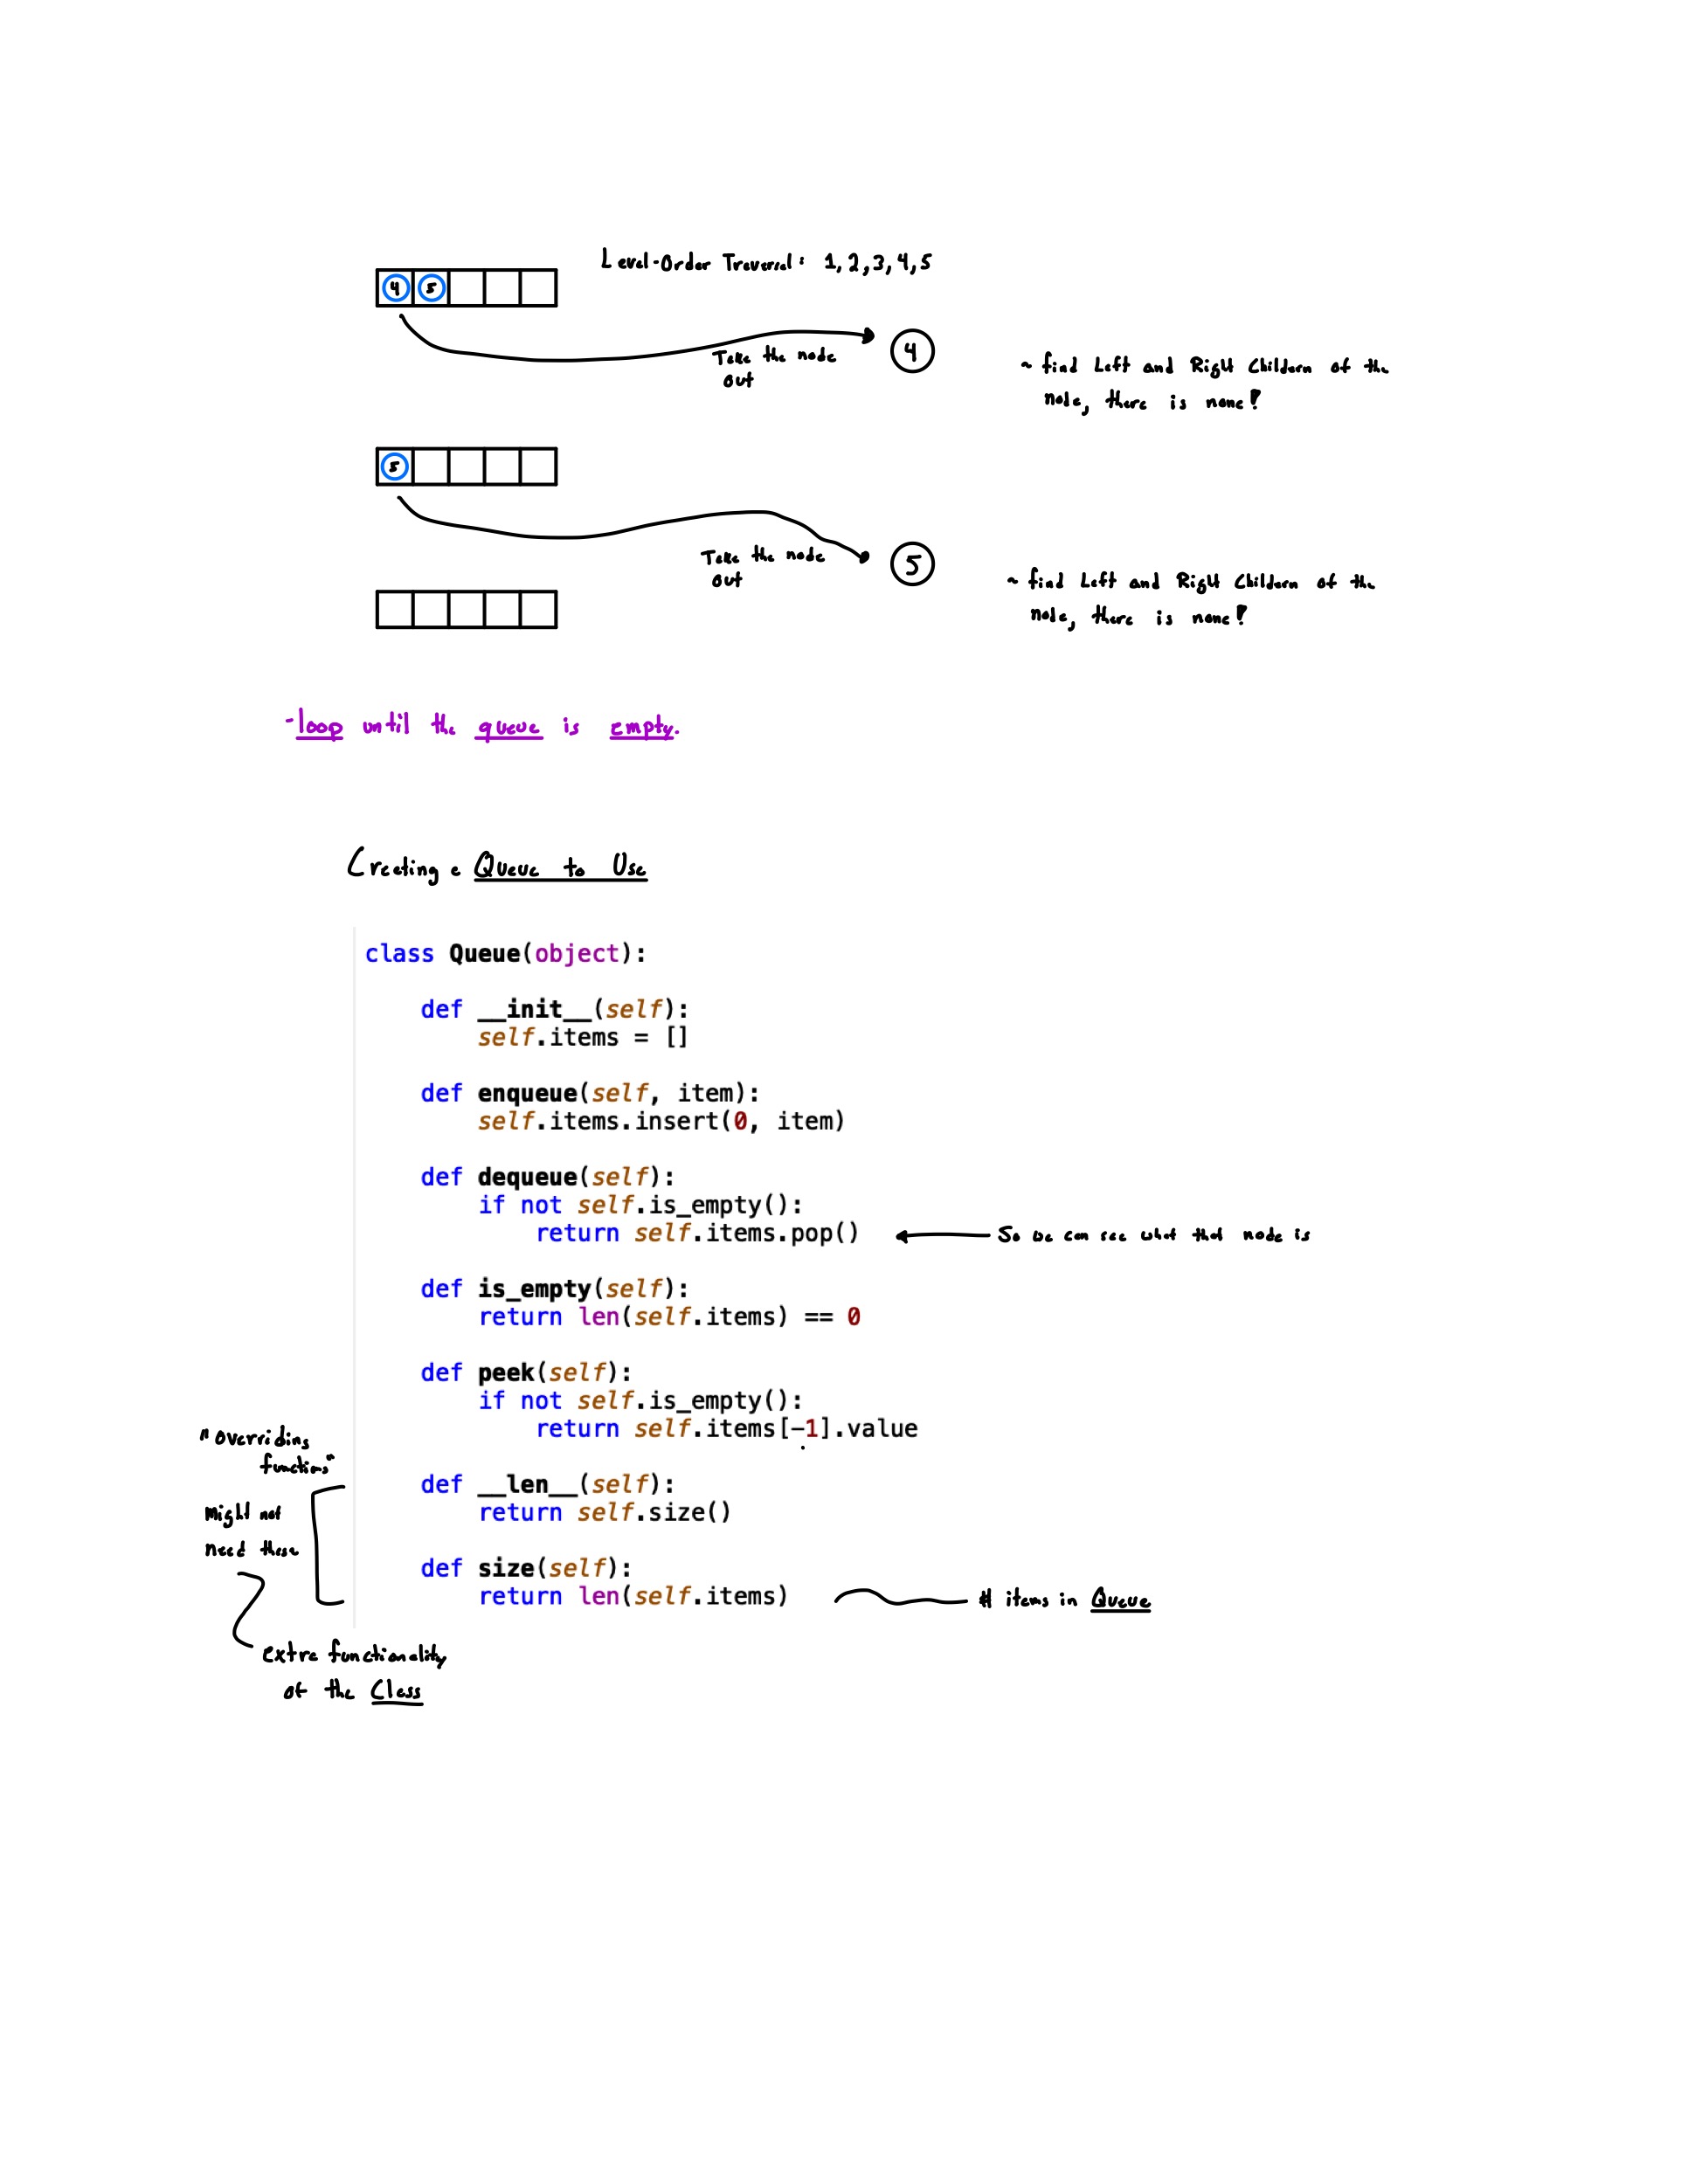 Level-Order Traversal: 1,2,3,4,5
4 5
Take the node
out
4
~ find Left and Right Childern of the
node, there is none!
5
Take the node
out
5
~ find Left and Right Childern of the
node, there is none!
-loop until the queue is empty.
Creating a Queue to Use
class Queue(object):
def __init__(self):
self.items = []
def enqueue(self, item):
self.items.insert(0, item)
def dequeue(self):
if not self.is_empty():
return self.items.pop()
So we can see what that node is
def is_empty(self):
return len(self.items) == 0
def peek(self):
if not self.is_empty():
return self.items[-1].value
"overriding
functions"
def __len__(self):
return self.size()
Might not
need these
def size(self):
return len(self.items)
# items in Queue
extra functionality
of the Class